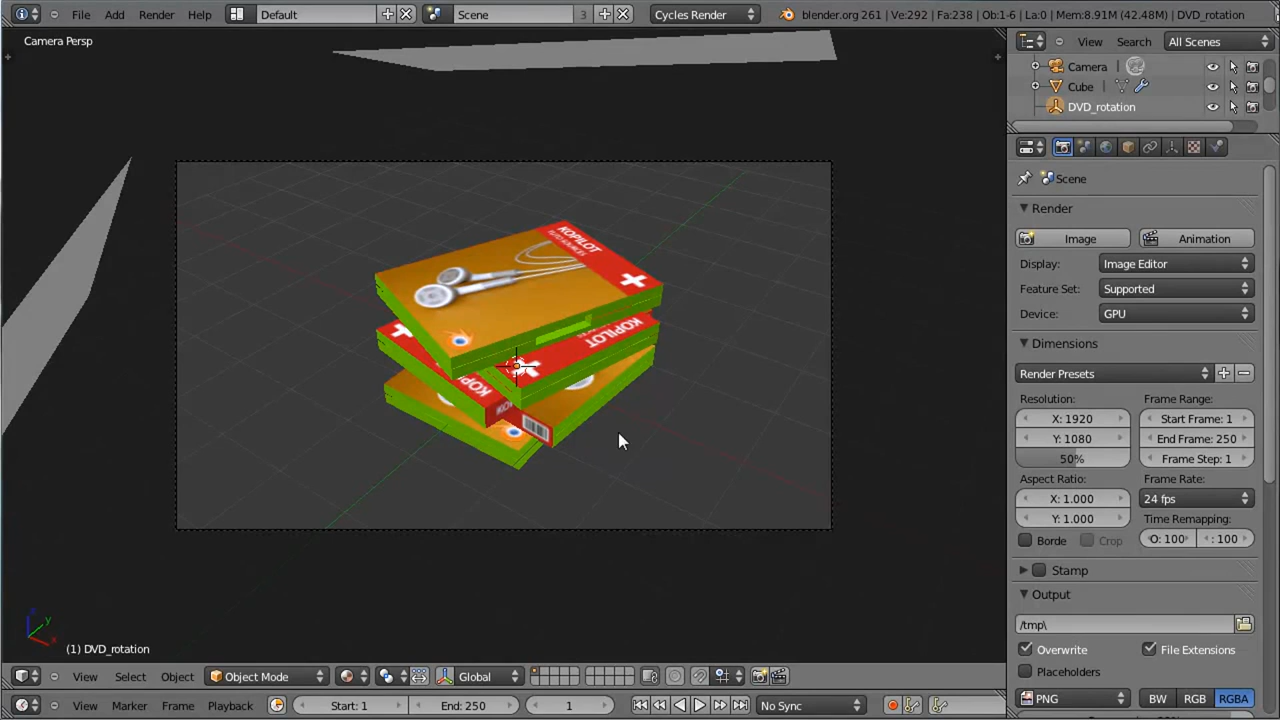 File Add Render Help Default Scene 3 Cycles Render blender.org 261 | Ve:292 | Fa:238 | Ob:1-6 | La:0 | Mem:8.91M (42.48M) | DVD_rotation
Camera Persp
View Search All Scenes
Camera
Cube
DVD_rotation
Scene
Render
Image Animation
Display: Image Editor
Feature Set: Supported
Device: GPU
Dimensions
Render Presets
Resolution: Frame Range:
X: 1920 Start Frame: 1
Y: 1080 End Frame: 250
50% Frame Step: 1
Aspect Ratio: Frame Rate:
X: 1.000 24 fps
Y: 1.000 Time Remapping:
Borde Crop O: 100 : 100
Stamp
Output
/tmp\
Overwrite File Extensions
Placeholders
PNG BW RGB RGBA
KOPILOT
KOPILOT
KOPILOT
(1) DVD_rotation
View Select Object Object Mode Global
View Marker Frame Playback Start: 1 End: 250 1 No Sync
x y